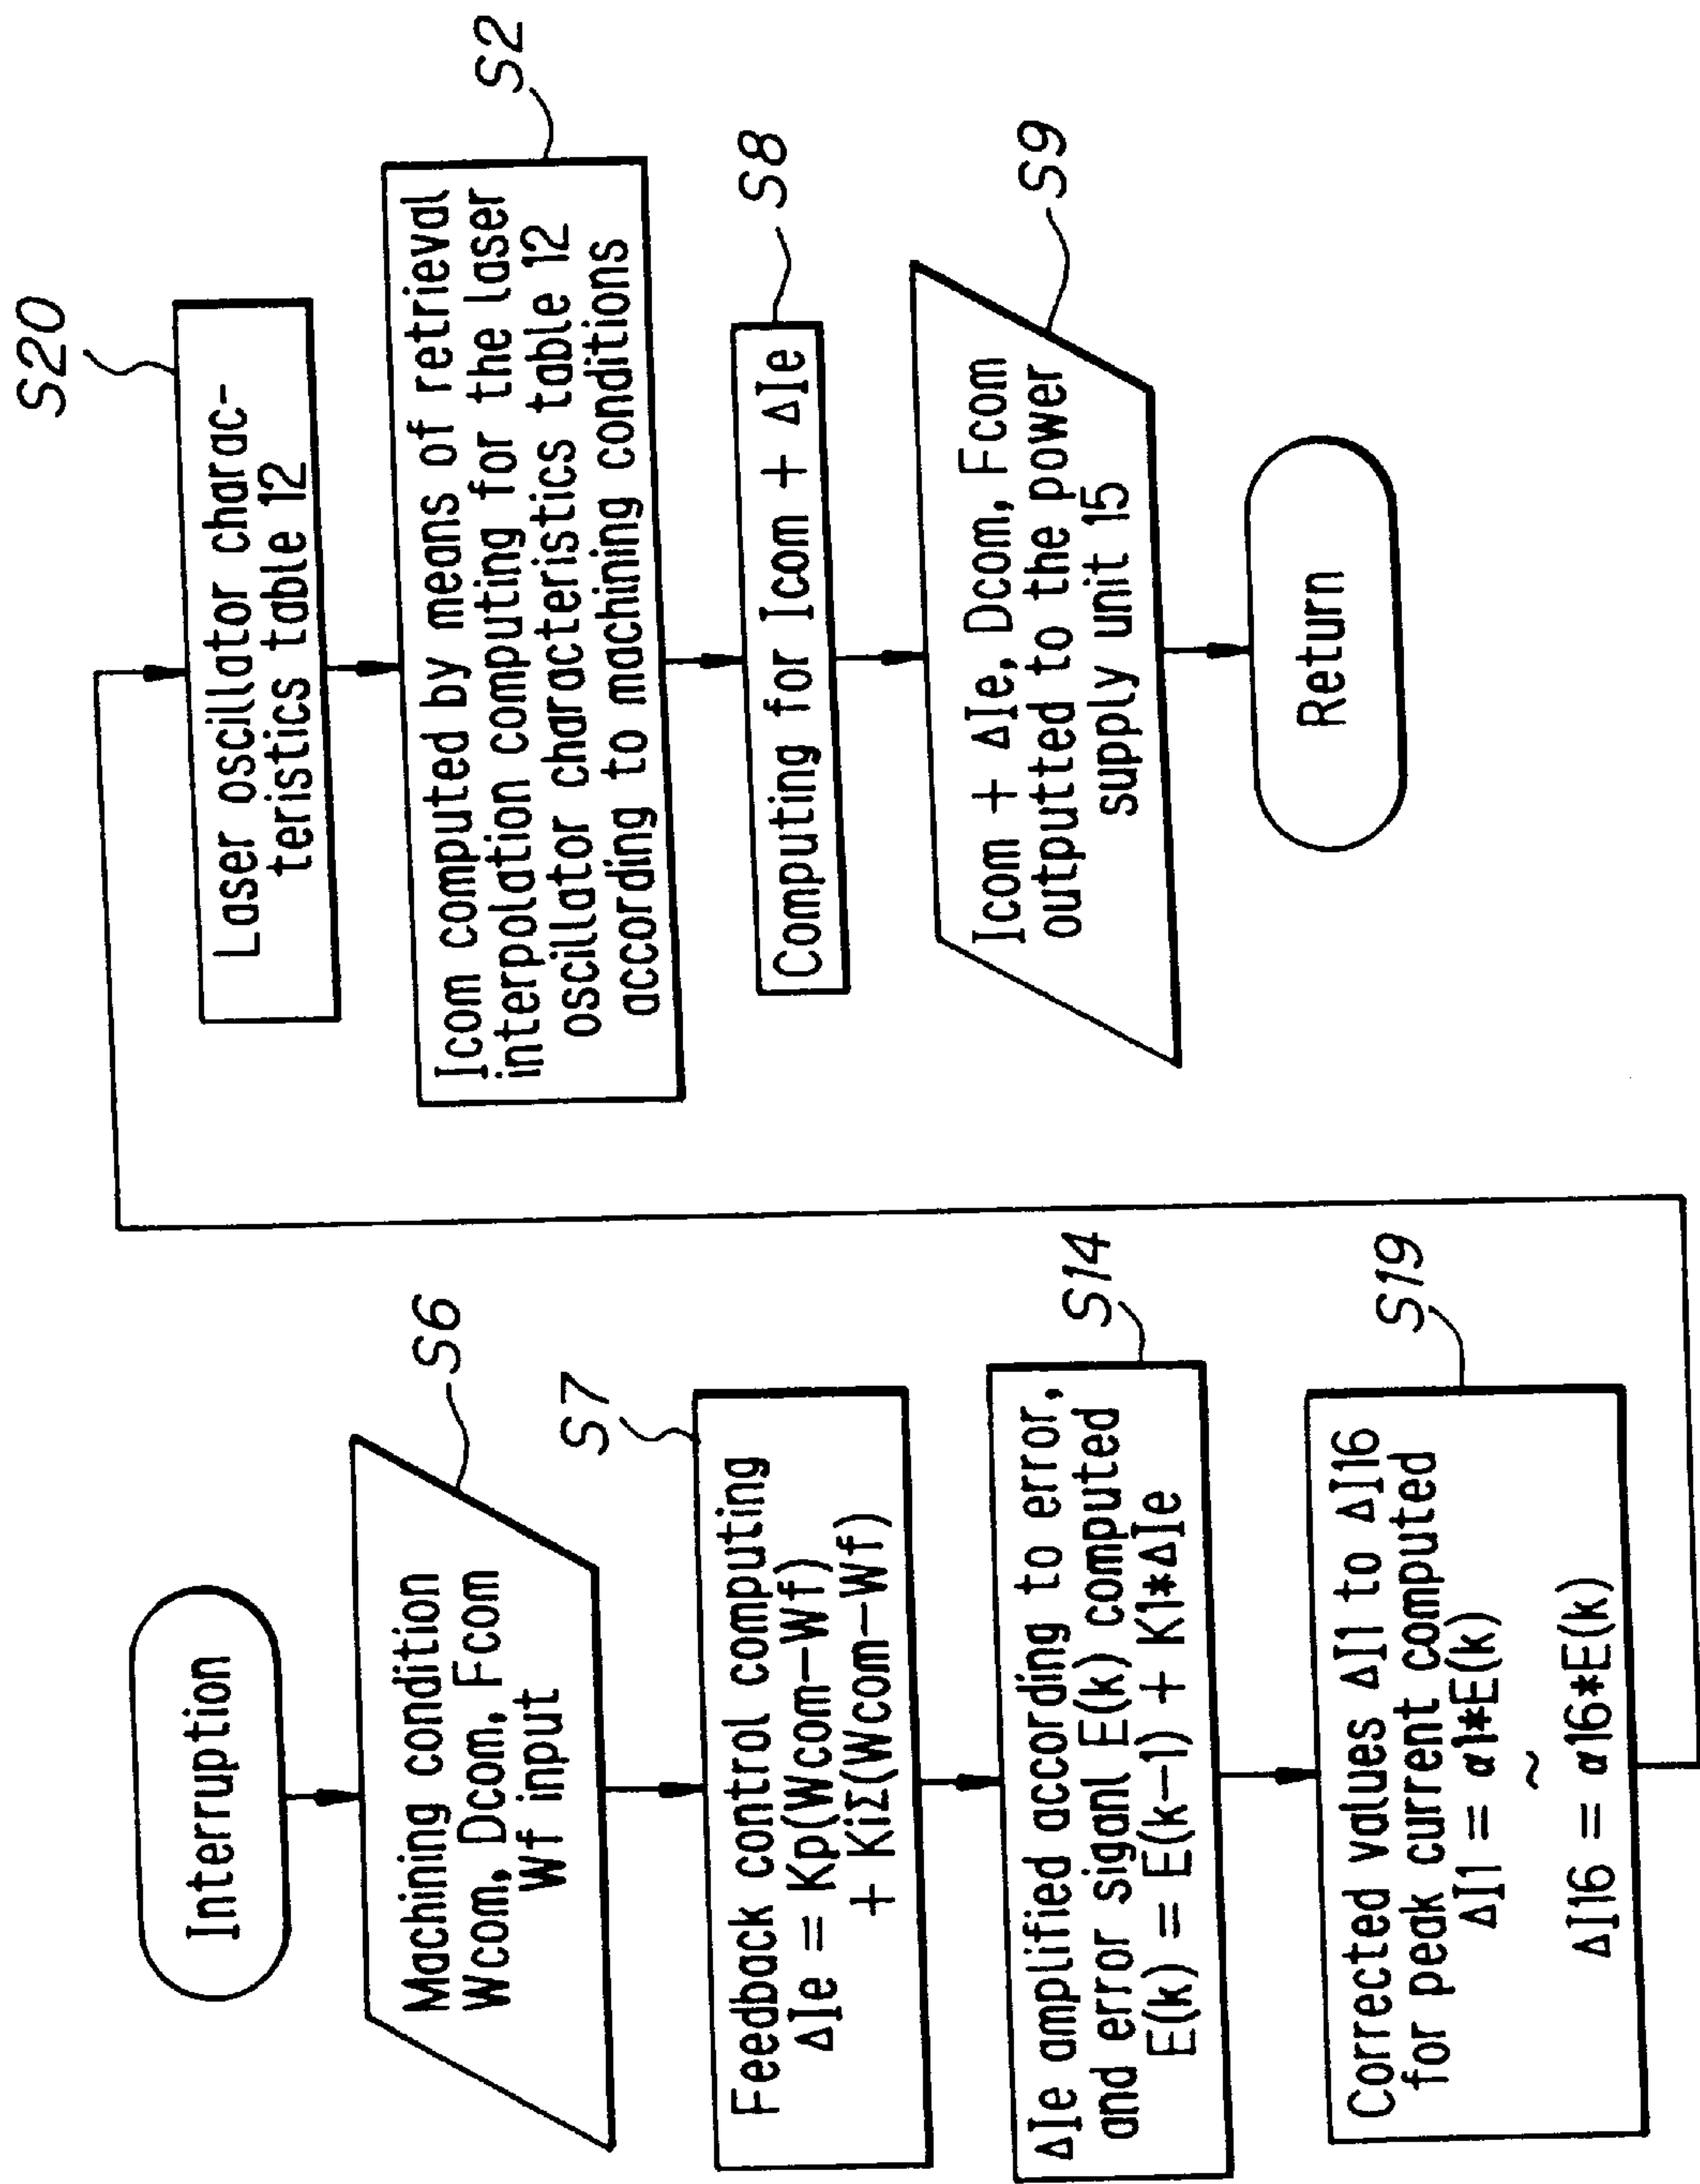 Interruption
S6
Machining condition
Wcom, Dcom, Fcom
Wf input
S7
Feedback control computing
ΔIe = Kp(Wcom−Wf)
+ KiΣ(Wcom−Wf)
S14
ΔIe amplified according to error,
and error siganl E(k) computed
E(k) = E(k−1) + K1*ΔIe
S19
Corrected values ΔI1 to ΔI16
for peak current computed
ΔI1 = α1*E(k)
~
ΔI16 = α16*E(k)
S20
Laser oscillator charac-
teristics table 12
S2
Icom computed by means of retrieval
interpolation computing for the laser
oscillator characteristics table 12
according to machining conditions
S8
Computing for Icom + ΔIe
S9
Icom + ΔIe, Dcom, Fcom
outputted to the power
supply unit 15
Return